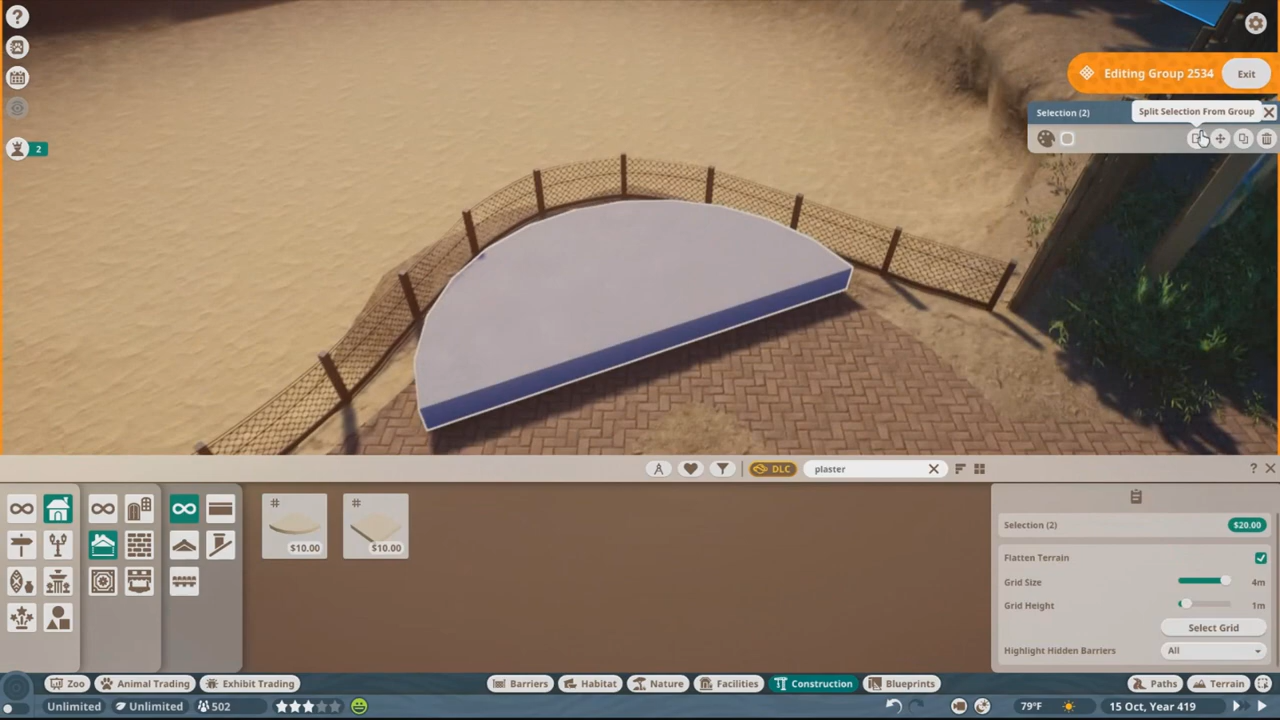 Editing Group 2534 Exit
Selection (2) Split Selection From Group
2
DLC plaster
$10.00 $10.00
Selection (2) $20.00
Flatten Terrain
Grid Size 4m
Grid Height 1m
Select Grid
Highlight Hidden Barriers All
Zoo Animal Trading Exhibit Trading Barriers Habitat Nature Facilities Construction Blueprints Paths Terrain
Unlimited Unlimited 502 79°F 15 Oct, Year 419